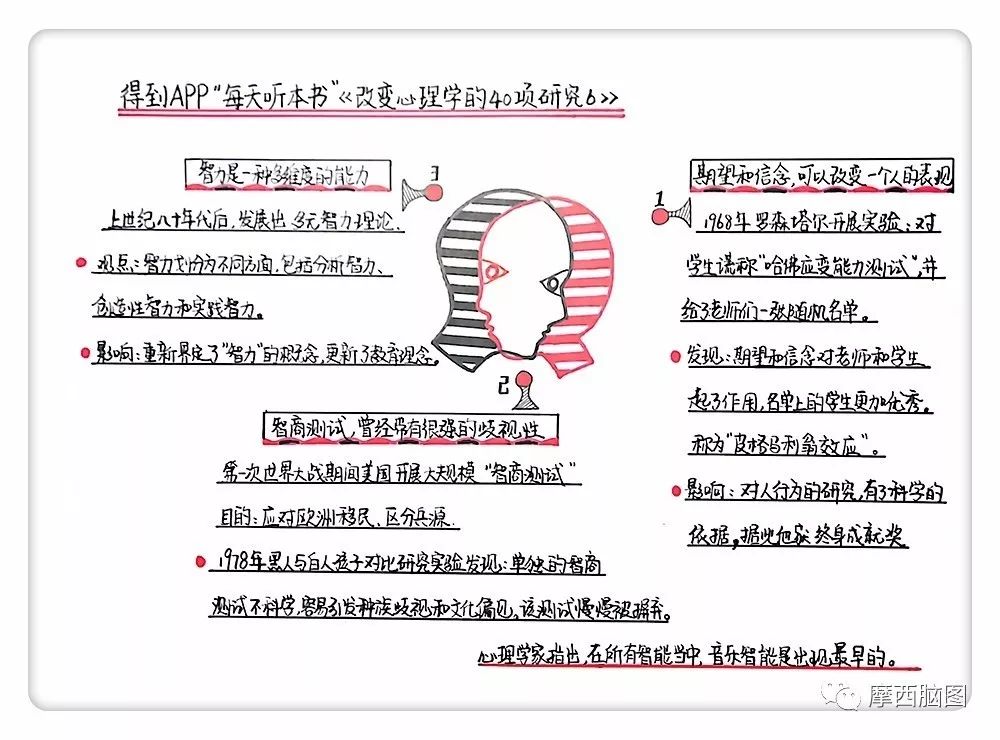 得到APP“每天听本书”《改变心理学的40项研究6》
1
期望和信念,可以改变一个人的表现
1968年罗森塔尔开展实验:对
学生谎称“哈佛应变能力测试”,并
给了老师们一张随机名单。
发现:期望和信念对老师和学生
起了作用,名单上的学生更加优秀。
称为“皮格马利翁效应”。
影响:对人行为的研究,有了科学的
依据,据此他获终身成就奖
2
智商测试,曾经带有很强的歧视性
第一次世界大战期间美国开展大规模“智商测试”
目的:应对欧洲移民、区分兵源.
1978年黑人与白人孩子对比研究实验发现:单独的智商
测试不科学,容易引发种族歧视和文化偏见,该测试慢慢被摒弃。
3
智力是一种多维度的能力
上世纪八十年代后,发展出多元智力理论.
观点:智力划分为不同方面,包括分析智力、
创造性智力和实践智力。
影响:重新界定了“智力”的概念,更新了教育理念.
心理学家指出,在所有智能当中,音乐智能是出现最早的。
摩西脑图